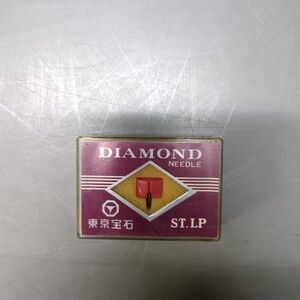 DIAMOND
NEEDLE
東京宝石
ST.LP